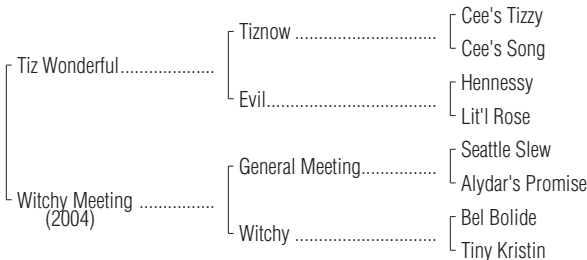 Cee's Tizzy
Tiznow ....................................
Cee's Song
Tiz Wonderful.......................
Hennessy
Evil...........................................
Lit'l Rose
Seattle Slew
General Meeting...................
Alydar's Promise
Witchy Meeting ..................
(2004)
Bel Bolide
Witchy ....................................
Tiny Kristin